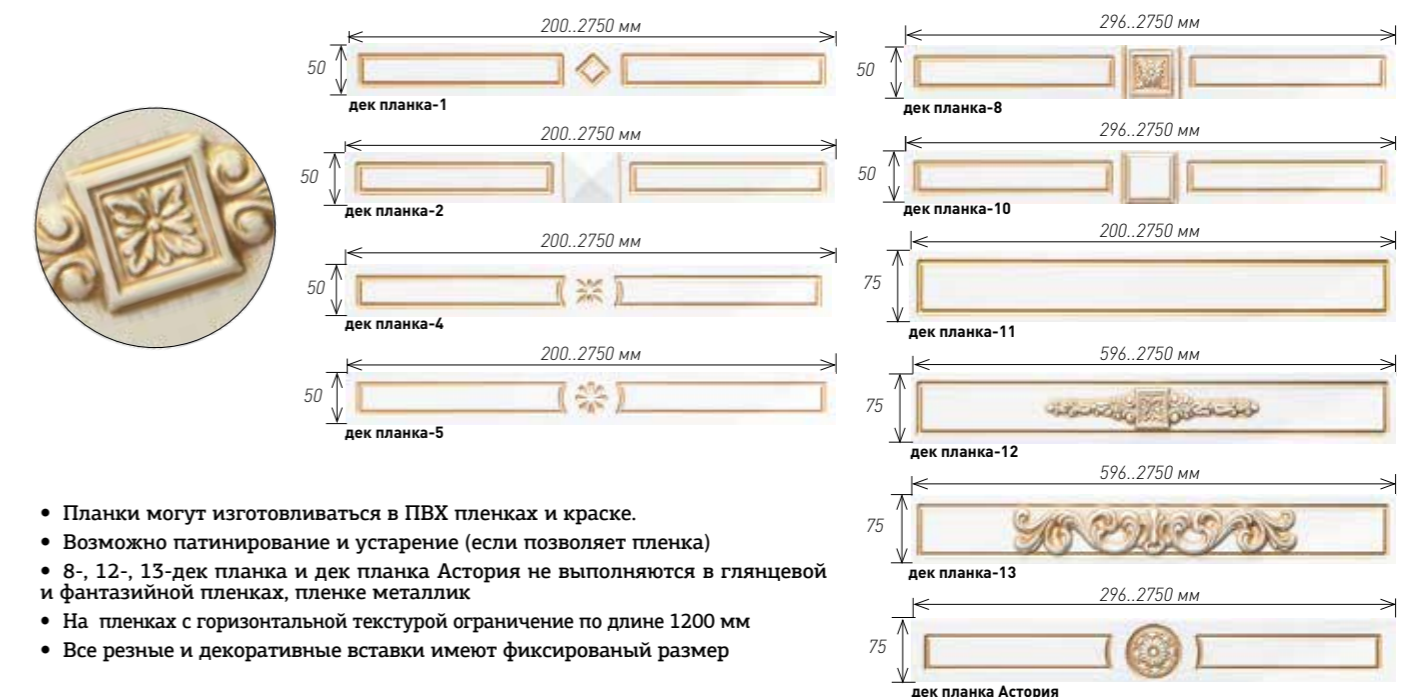 200..2750 мм
50
дек планка-1
200..2750 мм
50
дек планка-2
200..2750 мм
50
дек планка-4
200..2750 мм
50
дек планка-5
296..2750 мм
50
дек планка-8
296..2750 мм
50
дек планка-10
200..2750 мм
75
дек планка-11
596..2750 мм
75
дек планка-12
596..2750 мм
75
дек планка-13
296..2750 мм
75
дек планка Астория
• Планки могут изготовливаться в ПВХ пленках и краске.
• Возможно патинирование и устарение (если позволяет пленка)
• 8-, 12-, 13-дек планка и дек планка Астория не выполняются в глянцевой
и фантазийной пленках, пленке металлик
• На пленках с горизонтальной текстурой ограничение по длине 1200 мм
• Все резные и декоративные вставки имеют фиксированый размер